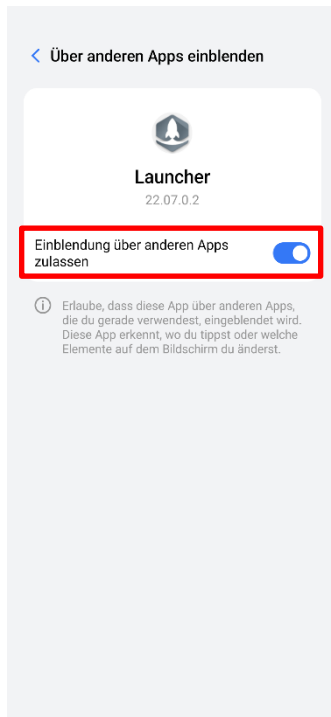 Über anderen Apps einblenden
Launcher
22.07.0.2
Einblendung über anderen Apps
zulassen
Erlaube, dass diese App über anderen Apps,
die du gerade verwendest, eingeblendet wird.
Diese App erkennt, wo du tippst oder welche
Elemente auf dem Bildschirm du änderst.